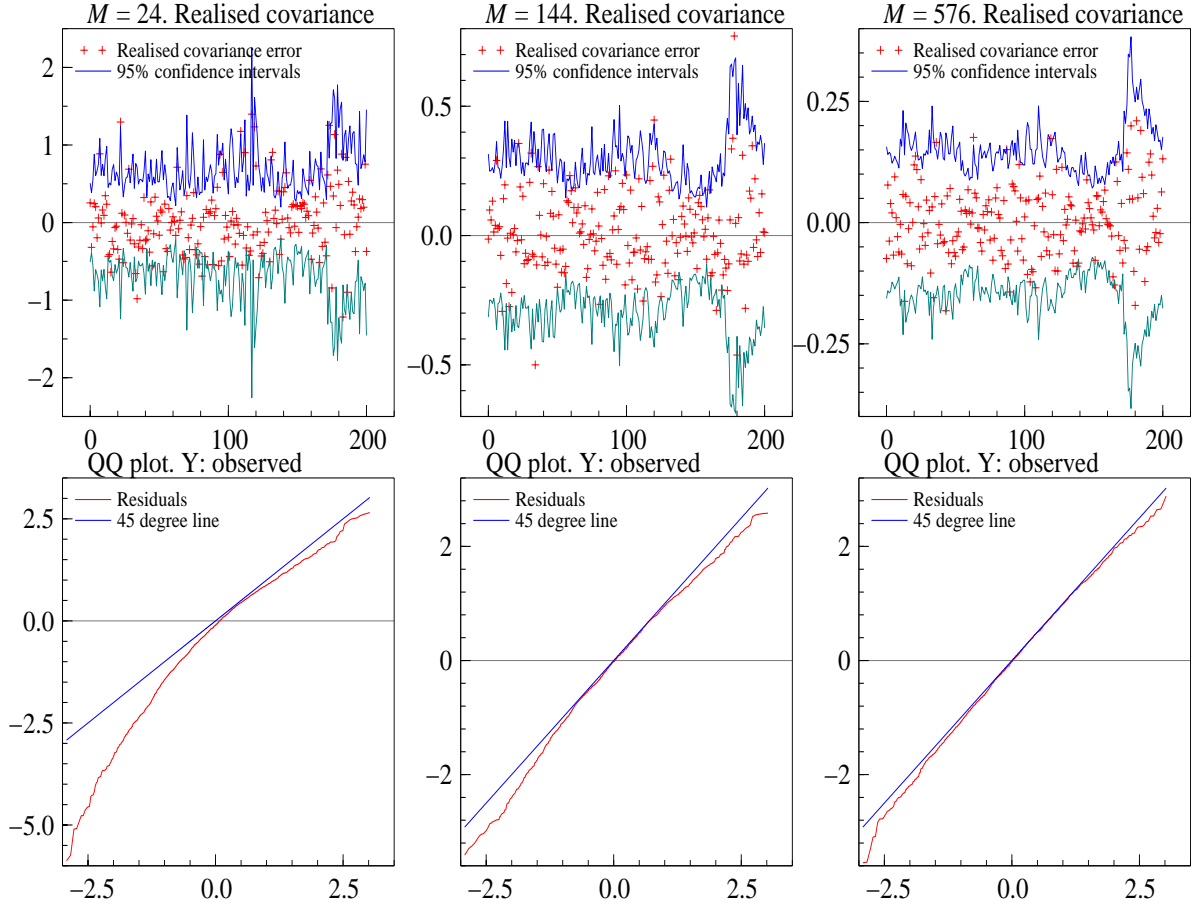 M = 24. Realised covariance
Realised covariance error
95% confidence intervals
2
1
0
−1
−2
0
100
200
M = 144. Realised covariance
Realised covariance error
95% confidence intervals
0.5
0.0
−0.5
0
100
200
M = 576. Realised covariance
Realised covariance error
95% confidence intervals
0.25
0.00
−0.25
0
100
200
QQ plot. Y: observed
Residuals
45 degree line
2.5
0.0
−2.5
−5.0
−2.5
0.0
2.5
QQ plot. Y: observed
Residuals
45 degree line
2
0
−2
−2.5
0.0
2.5
QQ plot. Y: observed
Residuals
45 degree line
2
0
−2
−2.5
0.0
2.5